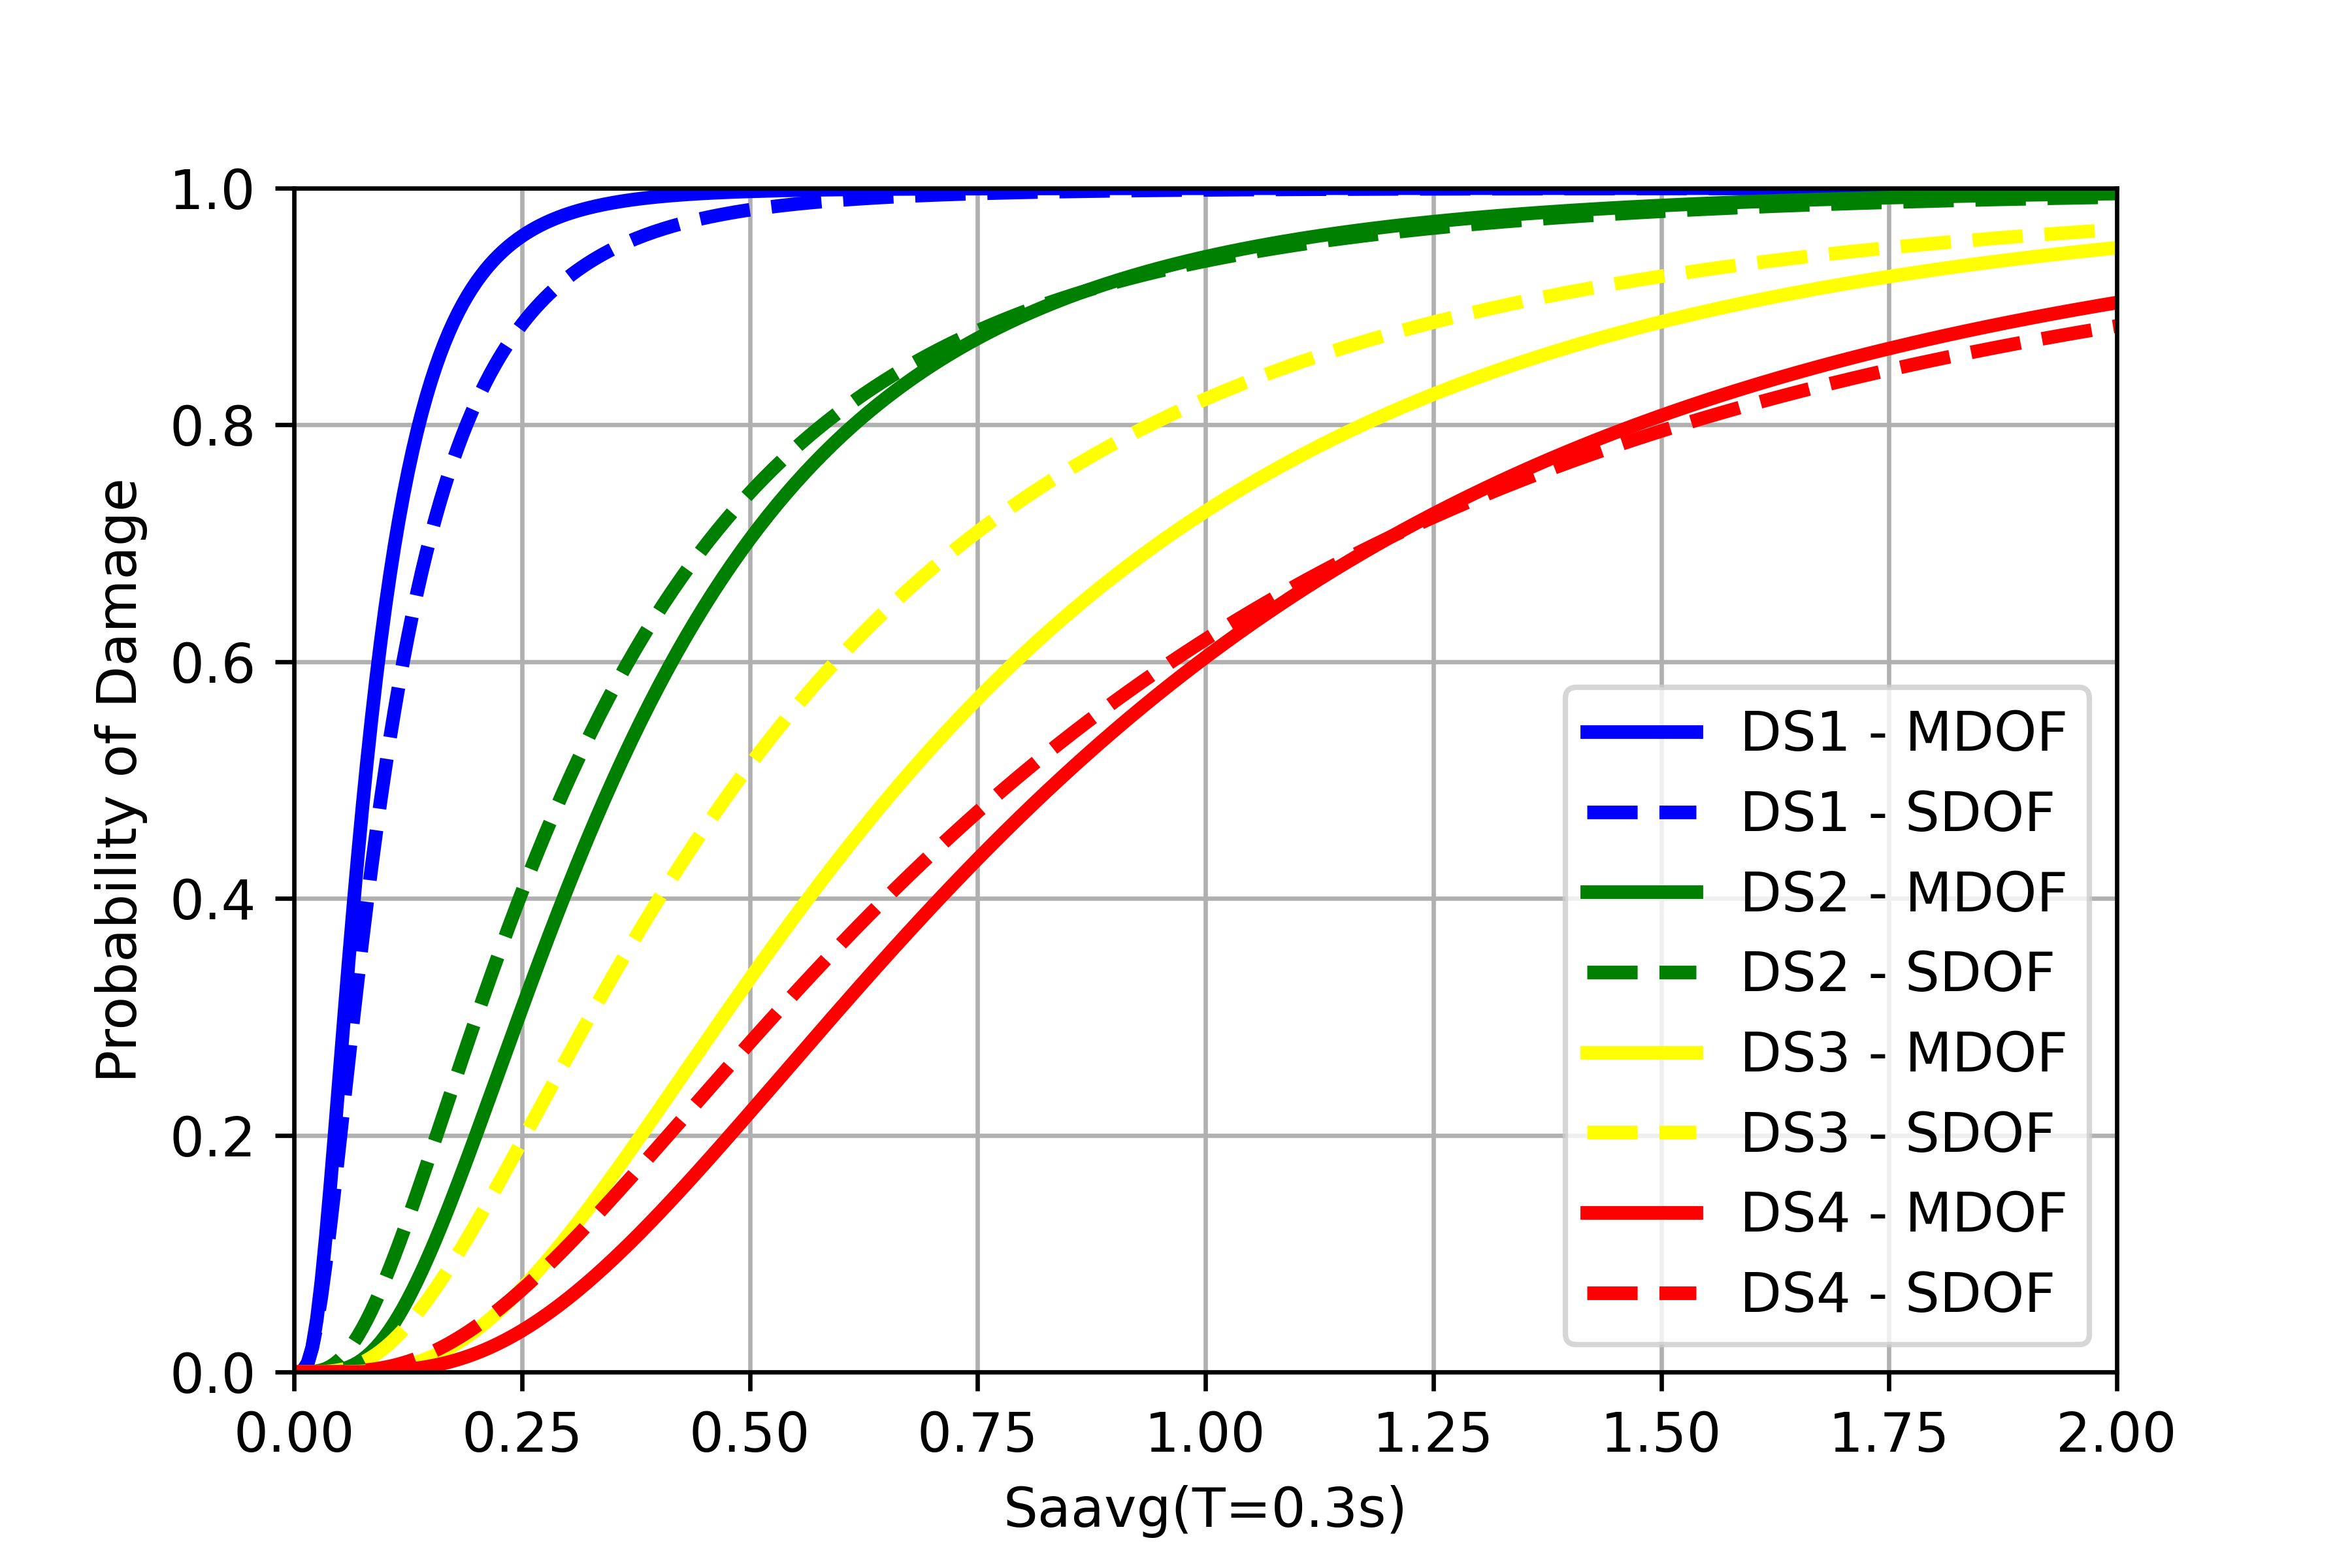 1.0
0.8
0.6
0.4
0.2
0.0
Probability of Damage
0.00 0.25 0.50 0.75 1.00 1.25 1.50 1.75 2.00
Saavg(T=0.3s)
DS1 - MDOF
DS1 - SDOF
DS2 - MDOF
DS2 - SDOF
DS3 - MDOF
DS3 - SDOF
DS4 - MDOF
DS4 - SDOF